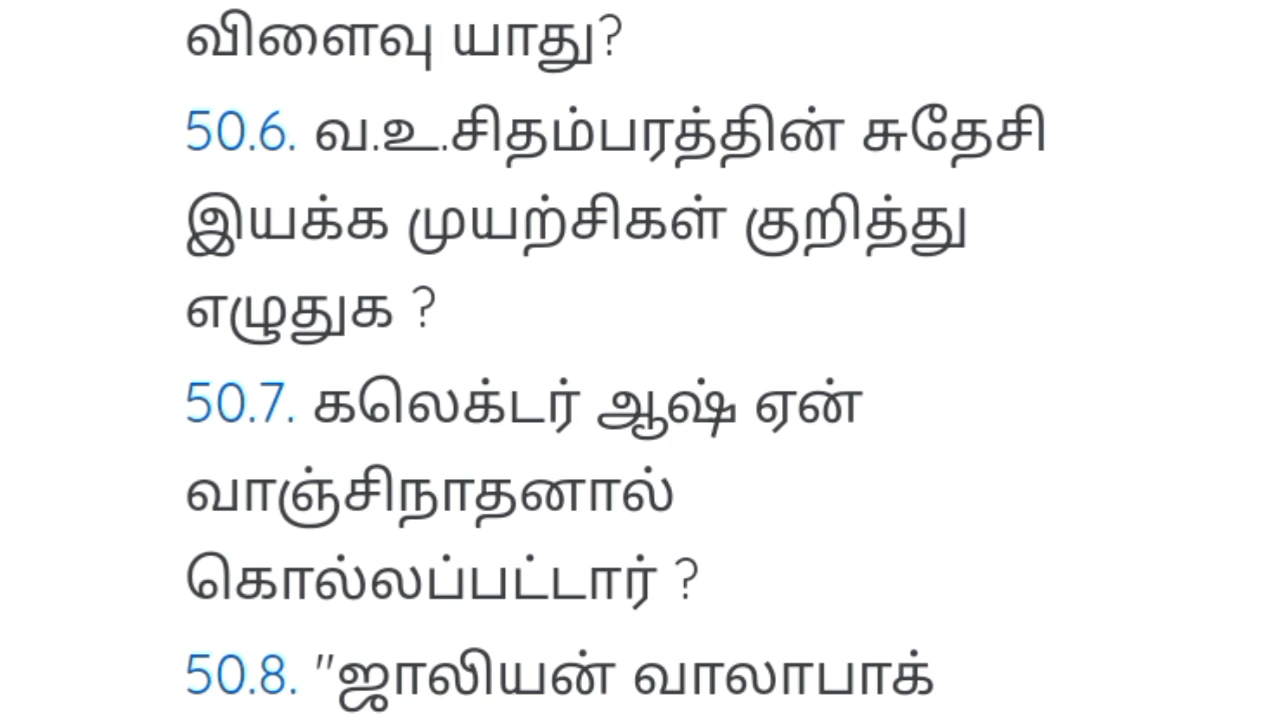 விளைவு யாது?
50.6. வ.உ.சிதம்பரத்தின் சுதேசி
இயக்க முயற்சிகள் குறித்து
எழுதுக ?
50.7. கலெக்டர் ஆஷ் ஏன்
வாஞ்சிநாதனால்
கொல்லப்பட்டார் ?
50.8. "ஜாலியன் வாலாபாக்